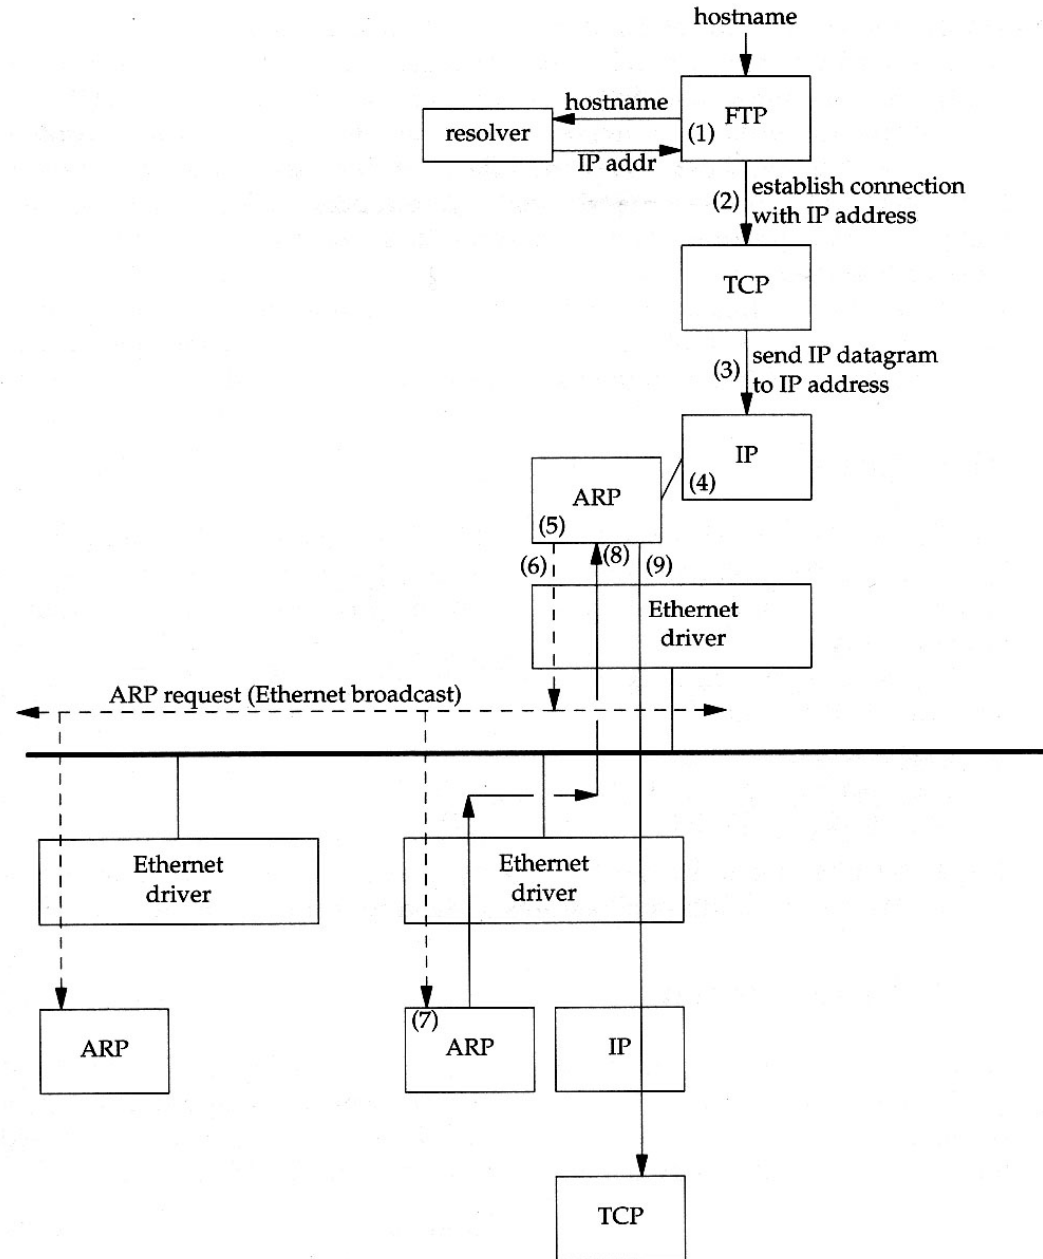 hostname
hostname
FTP
(1)
resolver
IP addr
establish connection
(2)
with IP address
TCP
send IP datagram
(3)
to IP address
IP
(4)
ARP
(5)
(6)
(8)
(9)
Ethernet
driver
ARP request (Ethernet broadcast)
Ethernet
driver
Ethernet
driver
(7)
ARP
ARP
IP
TCP